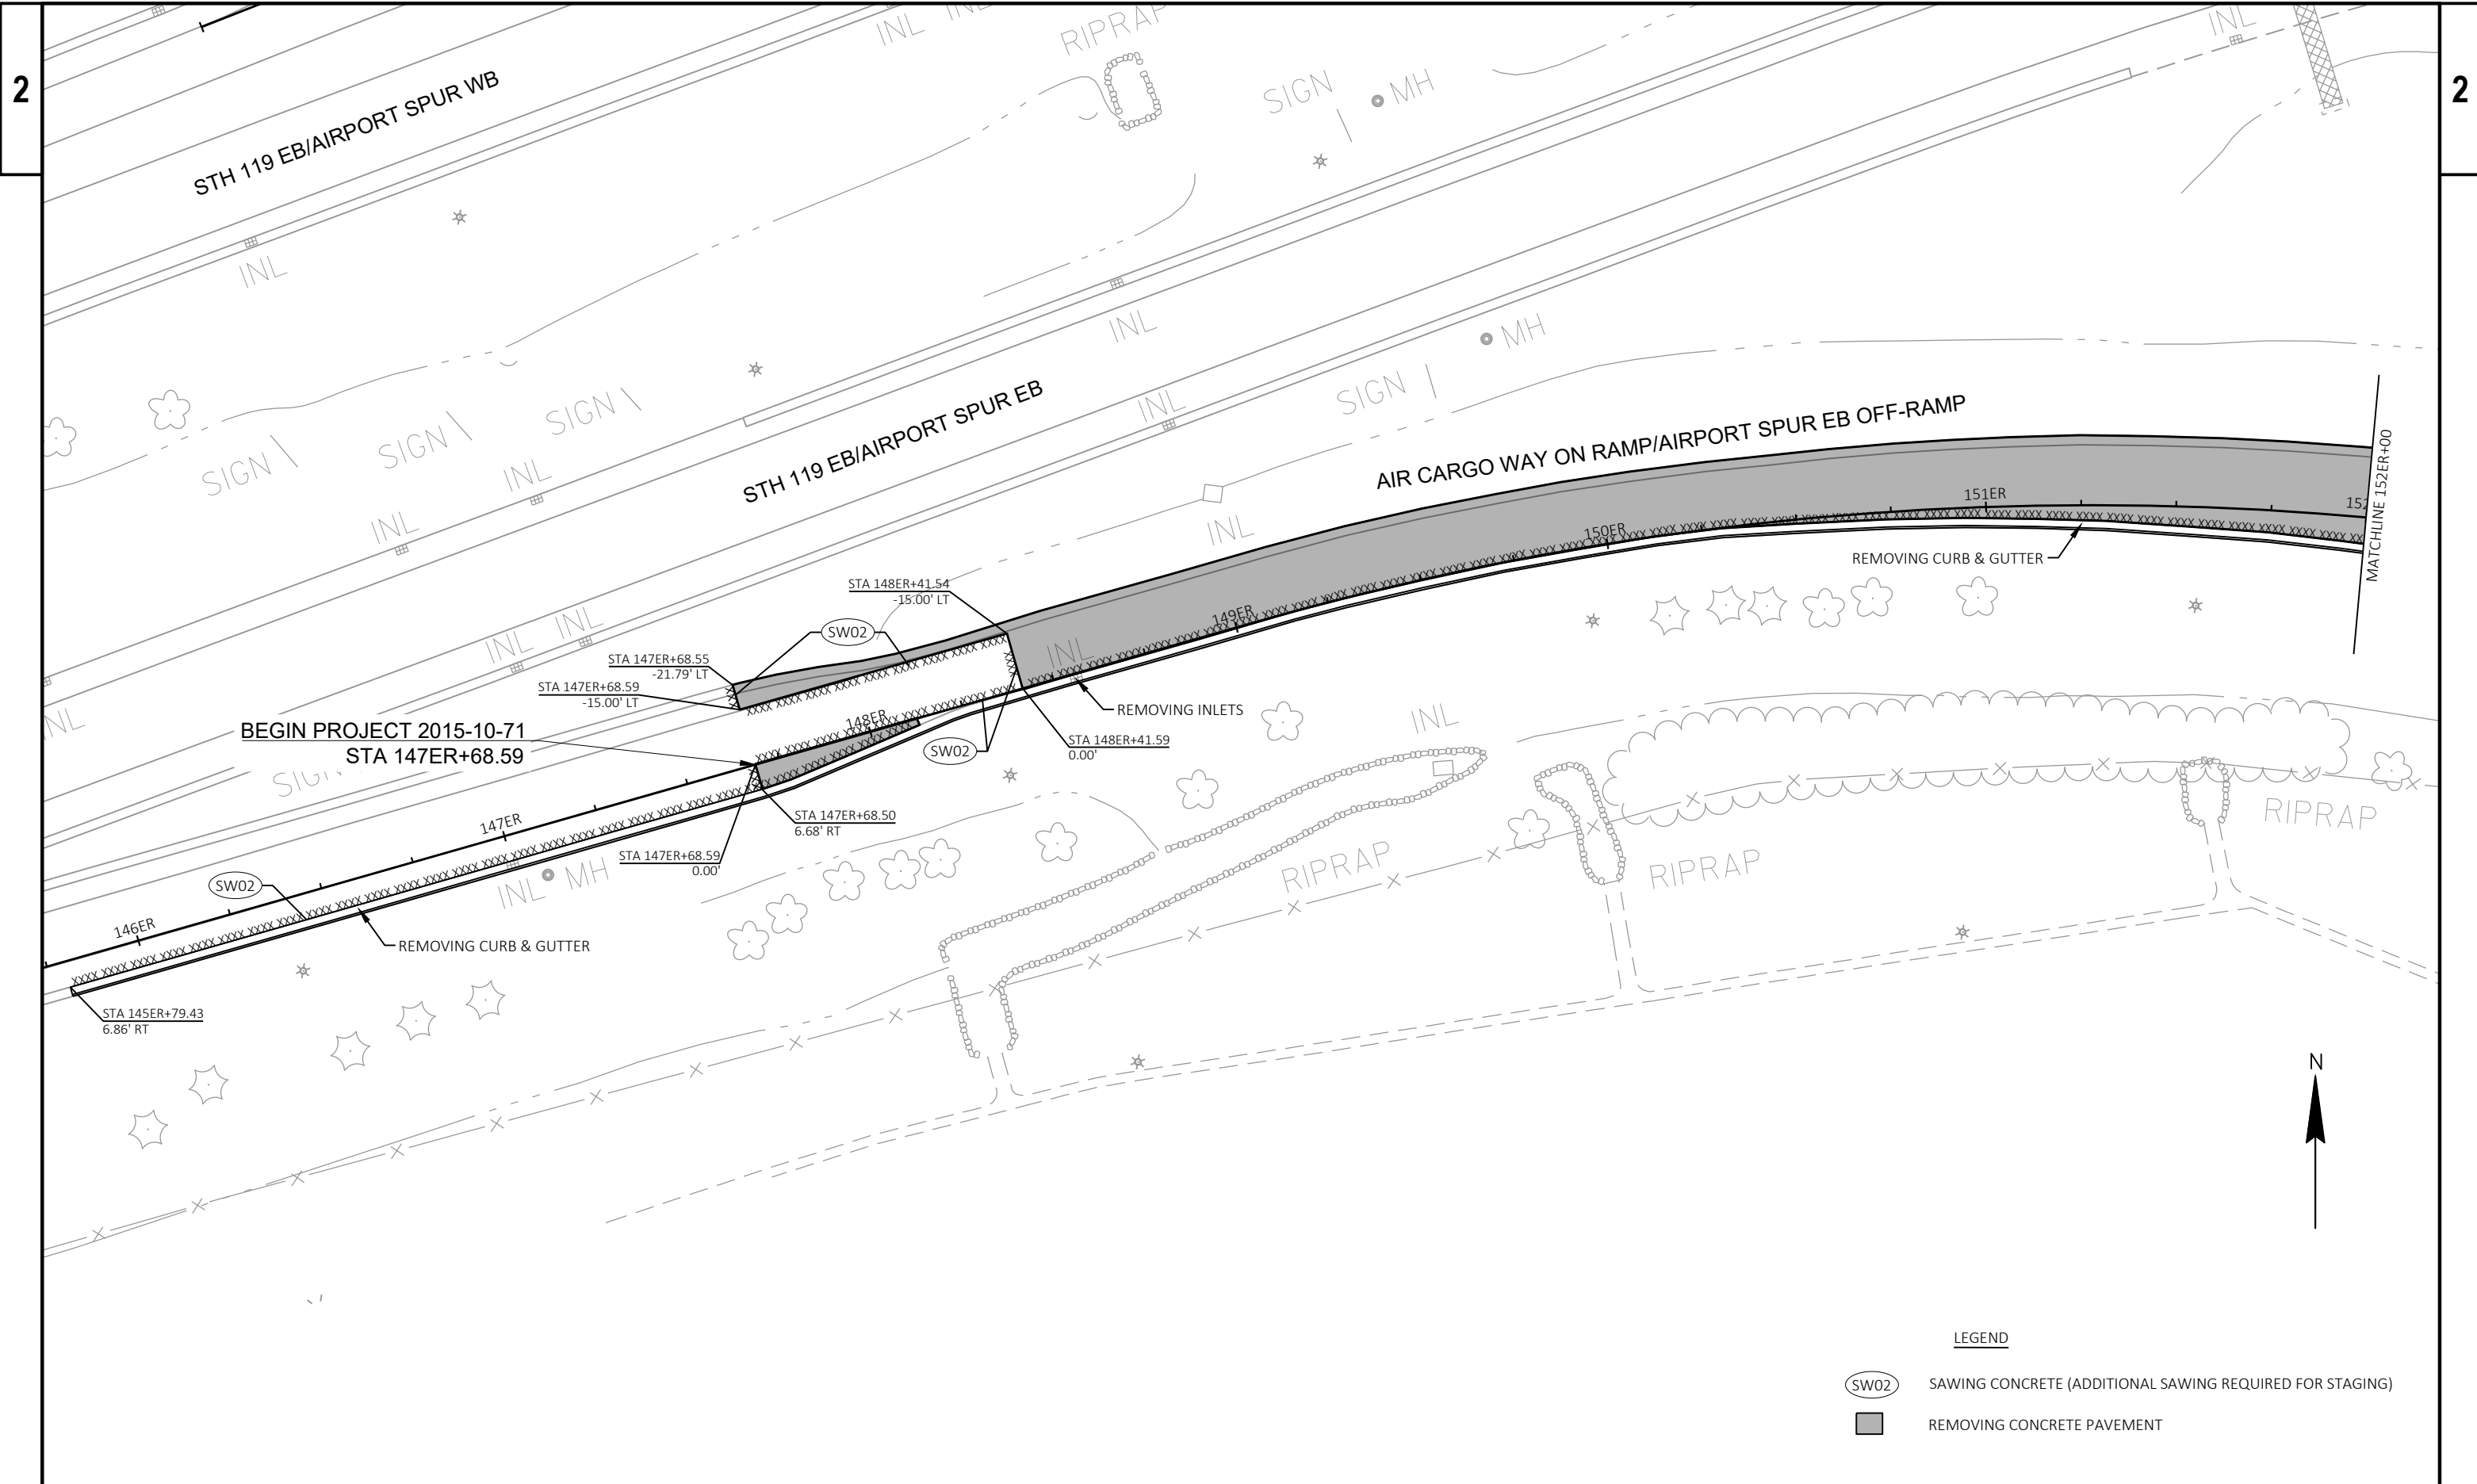 2
2
STH 119 EB/AIRPORT SPUR WB
INL
INL
RIPRAP
SIGN
MH
INL
INL
INL
MH
SIGN
INL
STH 119 EB/AIRPORT SPUR EB
SIGN
SIGN
SIGN
INL
INL
AIR CARGO WAY ON RAMP/AIRPORT SPUR EB OFF-RAMP
INL
151ER
150ER
149ER
MATCHLINE 152ER+00
REMOVING CURB & GUTTER
STA 148ER+41.54
-15.00' LT
SW02
STA 147ER+68.55
-21.79' LT
STA 147ER+68.59
-15.00' LT
INL
INL
INL
INL
REMOVING INLETS
148ER
SW02
STA 148ER+41.59
0.00'
BEGIN PROJECT 2015-10-71
STA 147ER+68.59
SIGN
INL
STA 147ER+68.50
6.68' RT
STA 147ER+68.59
0.00'
147ER
INL
MH
SW02
146ER
REMOVING CURB & GUTTER
STA 145ER+79.43
6.86' RT
RIPRAP
RIPRAP
RIPRAP
N
LEGEND
SW02
SAWING CONCRETE (ADDITIONAL SAWING REQUIRED FOR STAGING)
REMOVING CONCRETE PAVEMENT